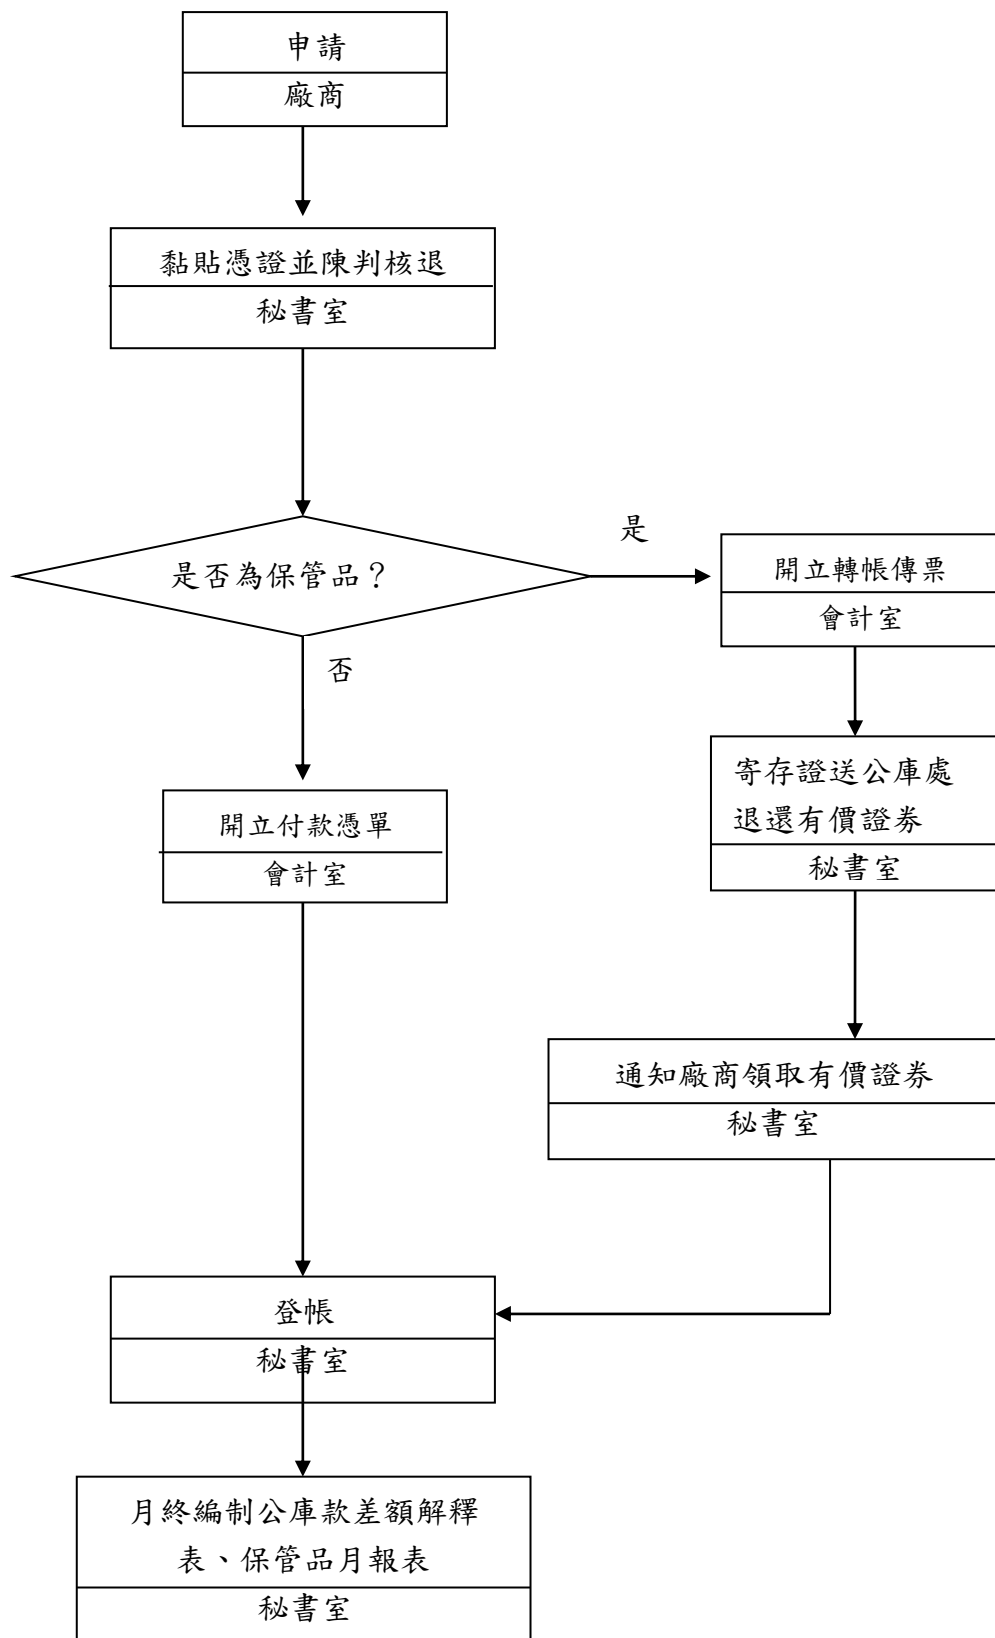 申請
廠商
黏貼憑證並陳判核退
秘書室
是否為保管品？
是
開立轉帳傳票
會計室
否
寄存證送公庫處
退還有價證券
秘書室
開立付款憑單
會計室
通知廠商領取有價證券
秘書室
登帳
秘書室
月終編制公庫款差額解釋
表、保管品月報表
秘書室